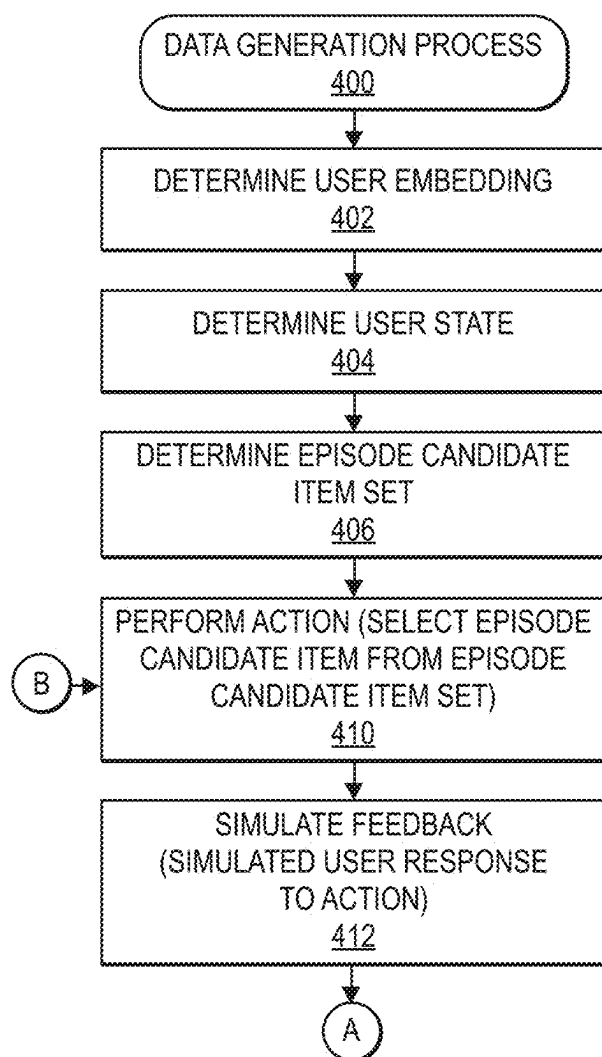 DATA GENERATION PROCESS
400
DETERMINE USER EMBEDDING
402
DETERMINE USER STATE
404
DETERMINE EPISODE CANDIDATE
ITEM SET
406
PERFORM ACTION (SELECT EPISODE
CANDIDATE ITEM FROM EPISODE
CANDIDATE ITEM SET)
410
B
SIMULATE FEEDBACK
(SIMULATED USER RESPONSE
TO ACTION)
412
A